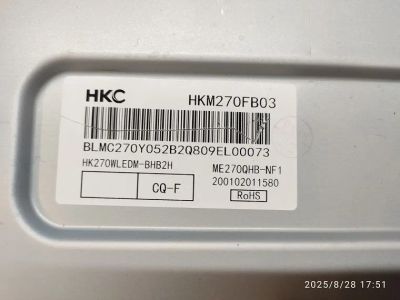 HKC HKM270FB03
BLMC270Y052B2Q809EL00073
HK270WLEDM-BHB2H ME270QHB-NF1
200102011580
CQ-F RoHS
2025/8/28 17:51